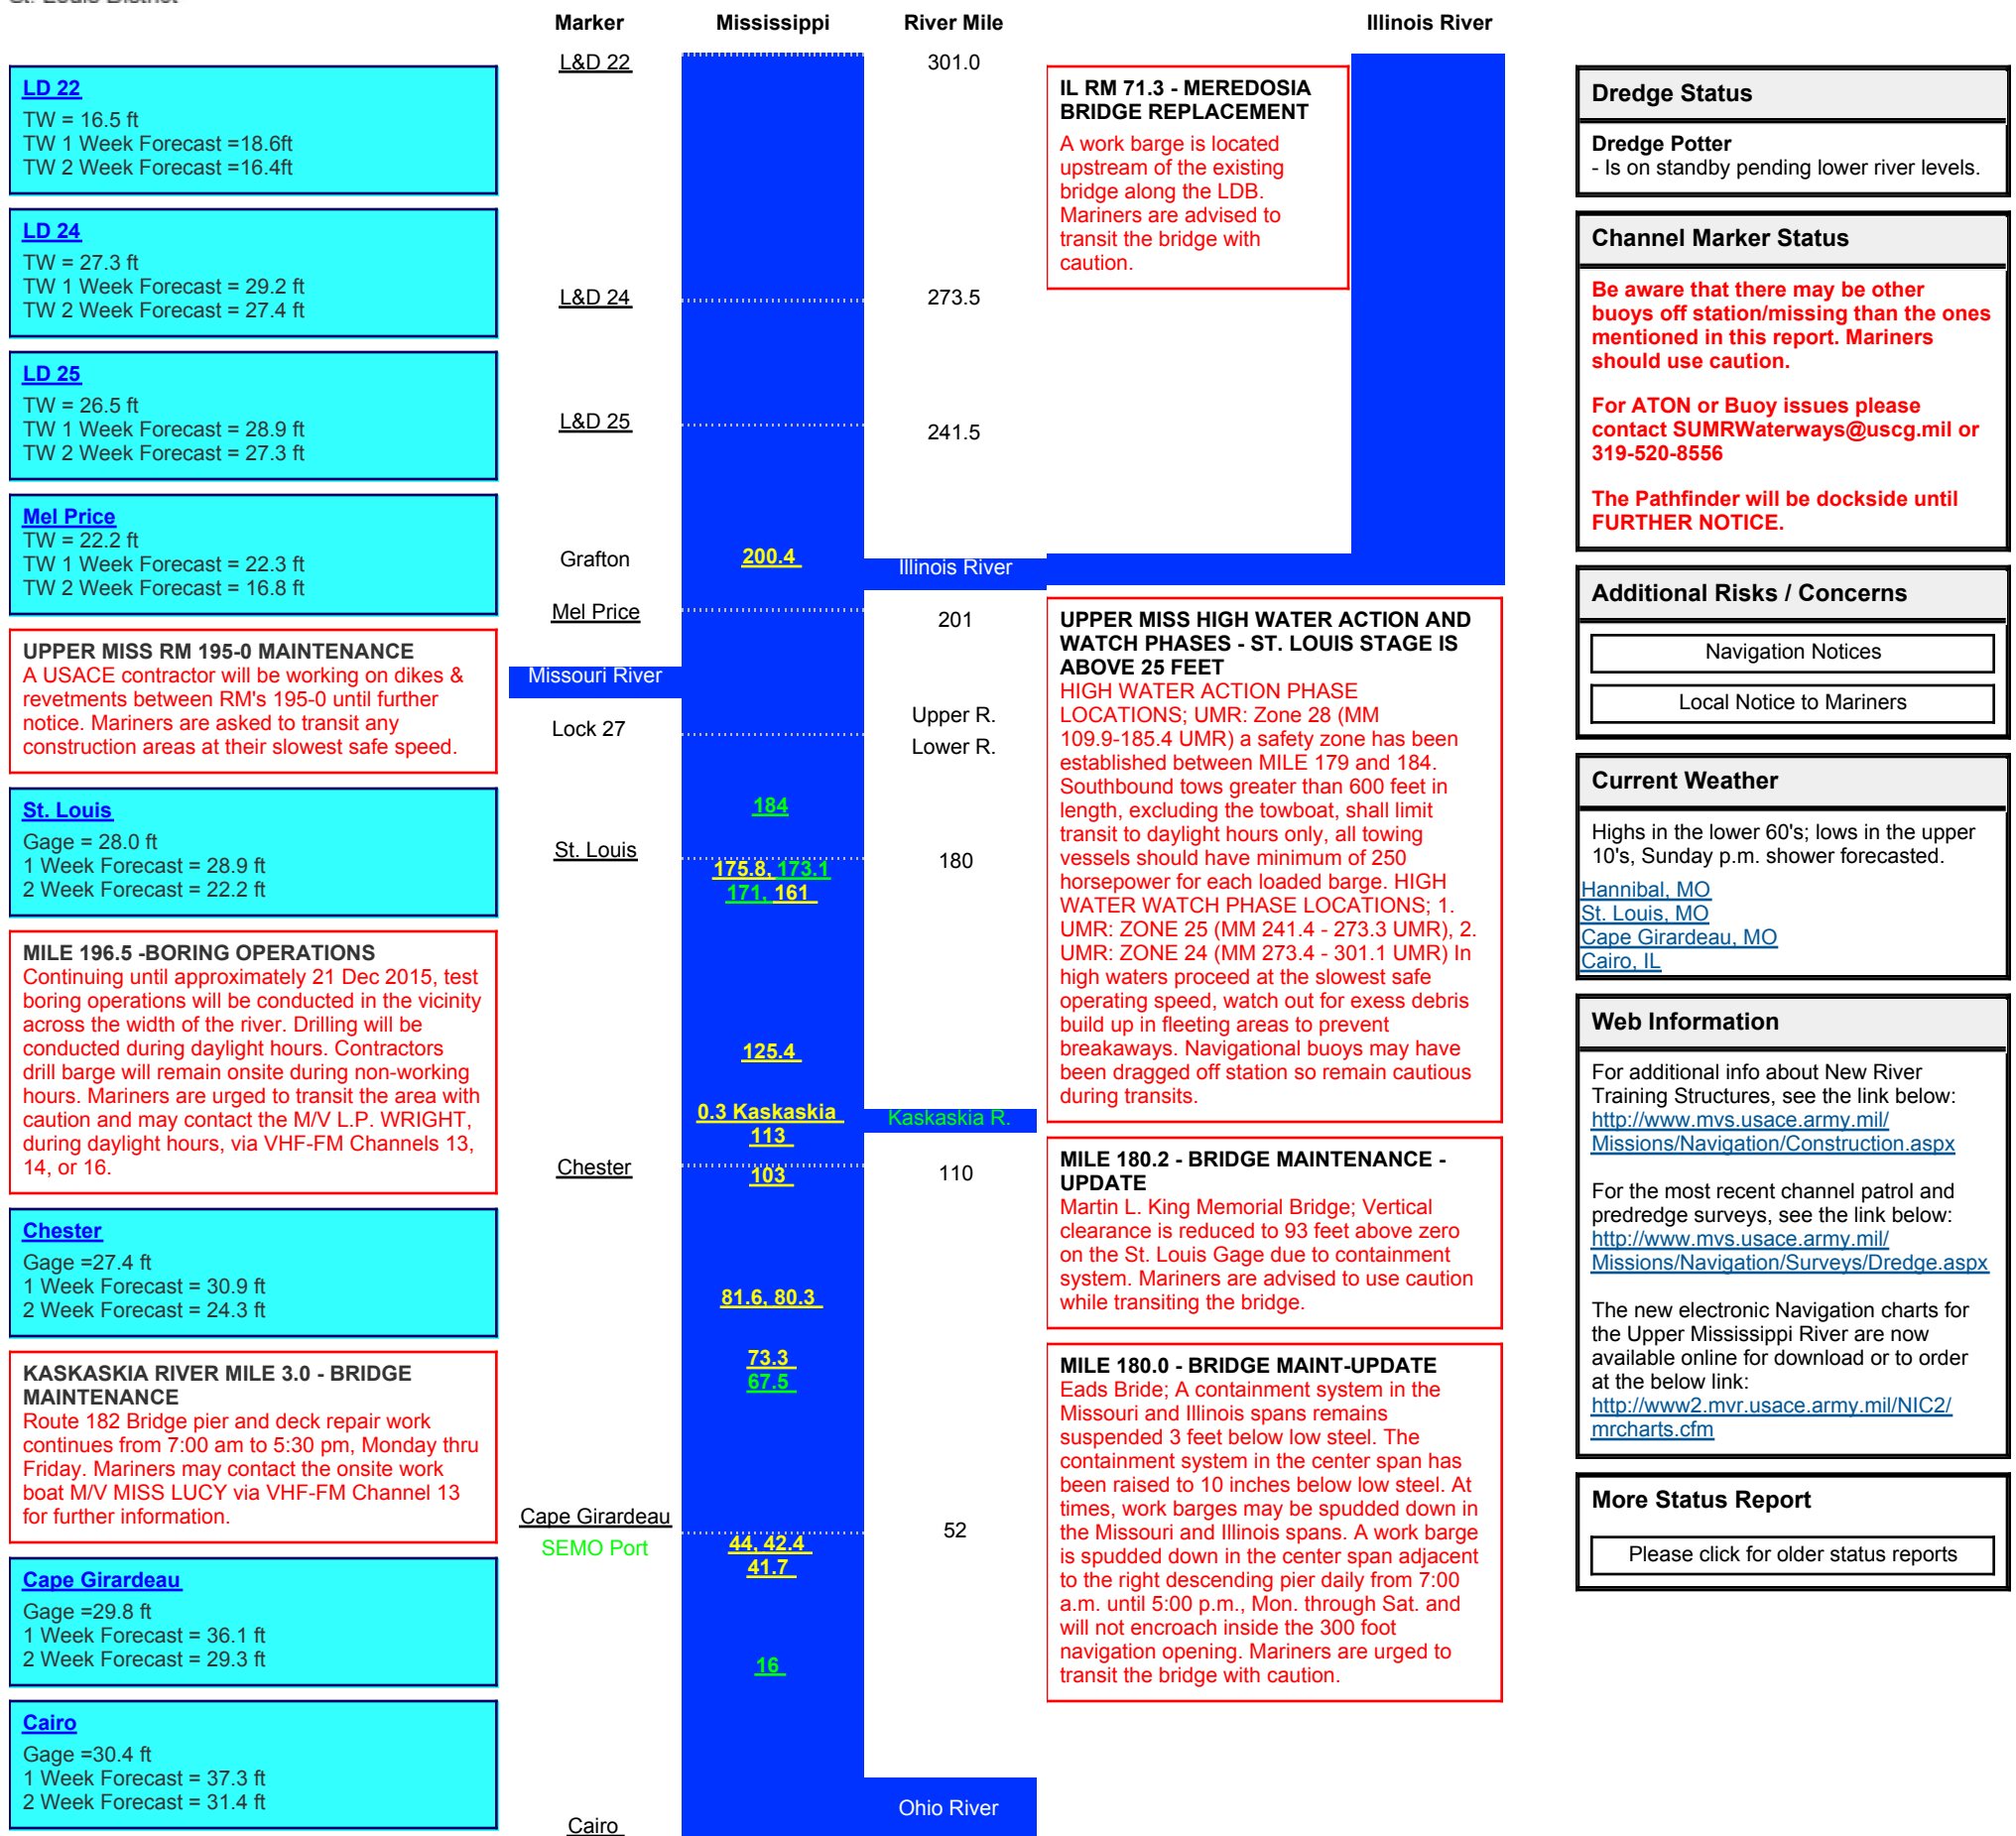 St. Louis District
Marker
Mississippi
River Mile
Illinois River
LD 22
TW = 16.5 ft
TW 1 Week Forecast =18.6ft
TW 2 Week Forecast =16.4ft
LD 24
TW = 27.3 ft
TW 1 Week Forecast = 29.2 ft
TW 2 Week Forecast = 27.4 ft
LD 25
TW = 26.5 ft
TW 1 Week Forecast = 28.9 ft
TW 2 Week Forecast = 27.3 ft
Mel Price
TW = 22.2 ft
TW 1 Week Forecast = 22.3 ft
TW 2 Week Forecast = 16.8 ft
UPPER MISS RM 195-0 MAINTENANCE
A USACE contractor will be working on dikes &
revetments between RM's 195-0 until further
notice. Mariners are asked to transit any
construction areas at their slowest safe speed.
St. Louis
Gage = 28.0 ft
1 Week Forecast = 28.9 ft
2 Week Forecast = 22.2 ft
MILE 196.5 -BORING OPERATIONS
Continuing until approximately 21 Dec 2015, test
boring operations will be conducted in the vicinity
across the width of the river. Drilling will be
conducted during daylight hours. Contractors
drill barge will remain onsite during non-working
hours. Mariners are urged to transit the area with
caution and may contact the M/V L.P. WRIGHT,
during daylight hours, via VHF-FM Channels 13,
14, or 16.
Chester
Gage =27.4 ft
1 Week Forecast = 30.9 ft
2 Week Forecast = 24.3 ft
KASKASKIA RIVER MILE 3.0 - BRIDGE
MAINTENANCE
Route 182 Bridge pier and deck repair work
continues from 7:00 am to 5:30 pm, Monday thru
Friday. Mariners may contact the onsite work
boat M/V MISS LUCY via VHF-FM Channel 13
for further information.
Cape Girardeau
Gage =29.8 ft
1 Week Forecast = 36.1 ft
2 Week Forecast = 29.3 ft
Cairo
Gage =30.4 ft
1 Week Forecast = 37.3 ft
2 Week Forecast = 31.4 ft
L&D 22
L&D 24
L&D 25
Grafton
Mel Price
Missouri River
Lock 27
St. Louis
Chester
Cape Girardeau
SEMO Port
Cairo
200.4
184
175.8, 173.1
171, 161
125.4
0.3 Kaskaskia
113
103
81.6, 80.3
73.3
67.5
44, 42.4
41.7
16
301.0
273.5
241.5
Illinois River
201
Upper R.
Lower R.
180
Kaskaskia R.
110
52
Ohio River
IL RM 71.3 - MEREDOSIA
BRIDGE REPLACEMENT
A work barge is located
upstream of the existing
bridge along the LDB.
Mariners are advised to
transit the bridge with
caution.
UPPER MISS HIGH WATER ACTION AND
WATCH PHASES - ST. LOUIS STAGE IS
ABOVE 25 FEET
HIGH WATER ACTION PHASE
LOCATIONS; UMR: Zone 28 (MM
109.9-185.4 UMR) a safety zone has been
established between MILE 179 and 184.
Southbound tows greater than 600 feet in
length, excluding the towboat, shall limit
transit to daylight hours only, all towing
vessels should have minimum of 250
horsepower for each loaded barge. HIGH
WATER WATCH PHASE LOCATIONS; 1.
UMR: ZONE 25 (MM 241.4 - 273.3 UMR), 2.
UMR: ZONE 24 (MM 273.4 - 301.1 UMR) In
high waters proceed at the slowest safe
operating speed, watch out for exess debris
build up in fleeting areas to prevent
breakaways. Navigational buoys may have
been dragged off station so remain cautious
during transits.
MILE 180.2 - BRIDGE MAINTENANCE -
UPDATE
Martin L. King Memorial Bridge; Vertical
clearance is reduced to 93 feet above zero
on the St. Louis Gage due to containment
system. Mariners are advised to use caution
while transiting the bridge.
MILE 180.0 - BRIDGE MAINT-UPDATE
Eads Bride; A containment system in the
Missouri and Illinois spans remains
suspended 3 feet below low steel. The
containment system in the center span has
been raised to 10 inches below low steel. At
times, work barges may be spudded down in
the Missouri and Illinois spans. A work barge
is spudded down in the center span adjacent
to the right descending pier daily from 7:00
a.m. until 5:00 p.m., Mon. through Sat. and
will not encroach inside the 300 foot
navigation opening. Mariners are urged to
transit the bridge with caution.
Dredge Status
Dredge Potter
- Is on standby pending lower river levels.
Channel Marker Status
Be aware that there may be other
buoys off station/missing than the ones
mentioned in this report. Mariners
should use caution.
For ATON or Buoy issues please
contact SUMRWaterways@uscg.mil or
319-520-8556
The Pathfinder will be dockside until
FURTHER NOTICE.
Additional Risks / Concerns
Navigation Notices
Local Notice to Mariners
Current Weather
Highs in the lower 60's; lows in the upper
10's, Sunday p.m. shower forecasted.
Hannibal, MO
St. Louis, MO
Cape Girardeau, MO
Cairo, IL
Web Information
For additional info about New River
Training Structures, see the link below:
http://www.mvs.usace.army.mil/
Missions/Navigation/Construction.aspx
For the most recent channel patrol and
predredge surveys, see the link below:
http://www.mvs.usace.army.mil/
Missions/Navigation/Surveys/Dredge.aspx
The new electronic Navigation charts for
the Upper Mississippi River are now
available online for download or to order
at the below link:
http://www2.mvr.usace.army.mil/NIC2/
mrcharts.cfm
More Status Report
Please click for older status reports